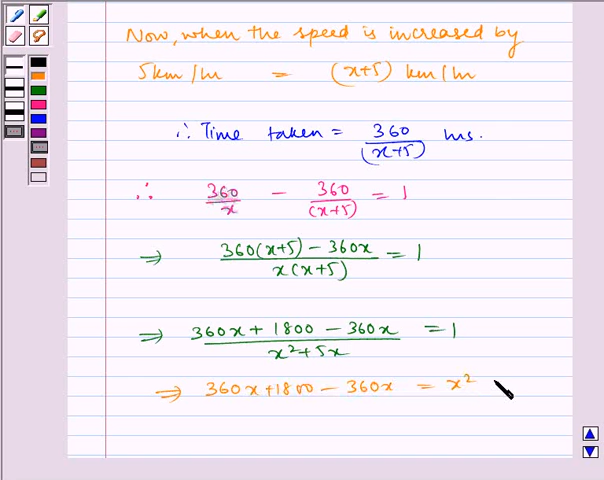 Now, when the speed is increased by
5km/hr = (x+5) km/hr
∴ Time taken = 360/(x+5) hrs.
∴ 360/x - 360/(x+5) = 1
⇒ 360(x+5) - 360x / x(x+5) = 1
⇒ 360x + 1800 - 360x / x²+5x = 1
⇒ 360x+1800 - 360x = x²